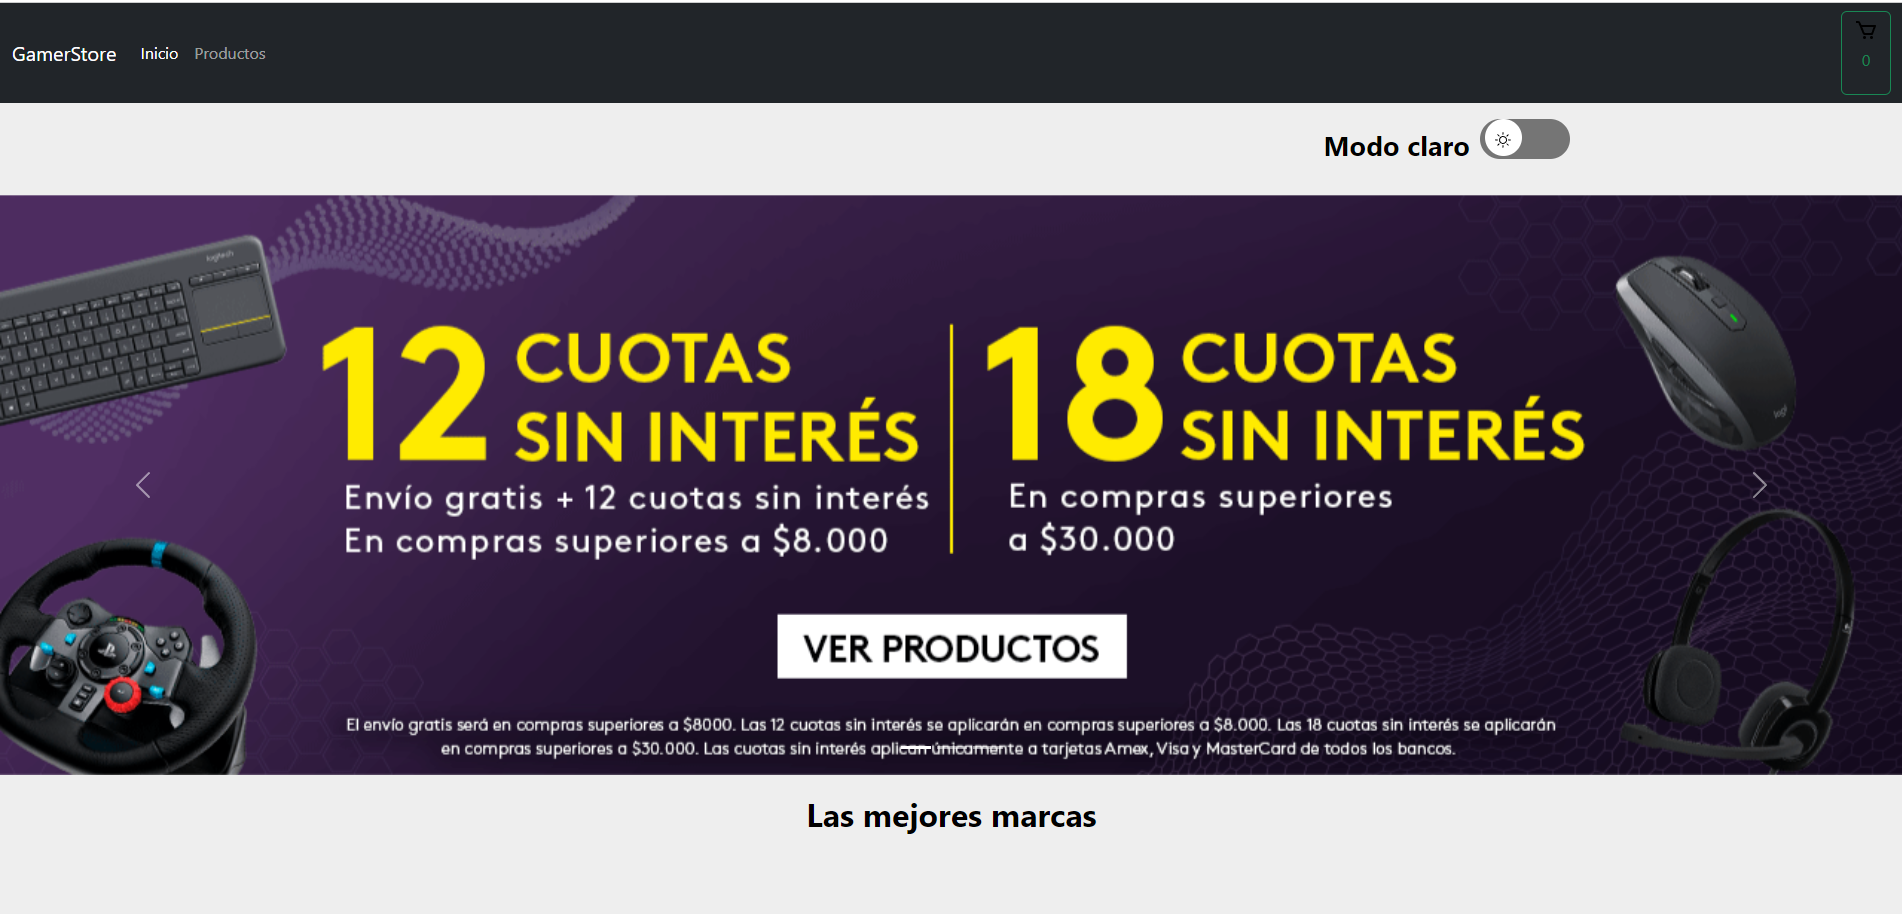 GamerStore Inicio Productos
0
Modo claro
logitech
12 CUOTAS SIN INTERÉS
Envío gratis + 12 cuotas sin interés
En compras superiores a $8.000
18 CUOTAS SIN INTERÉS
En compras superiores
a $30.000
logi
VER PRODUCTOS
El envío gratis será en compras superiores a $8000. Las 12 cuotas sin interés se aplicarán en compras superiores a $8.000. Las 18 cuotas sin interés se aplicarán
en compras superiores a $30.000. Las cuotas sin interés aplican únicamente a tarjetas Amex, Visa y MasterCard de todos los bancos.
Las mejores marcas